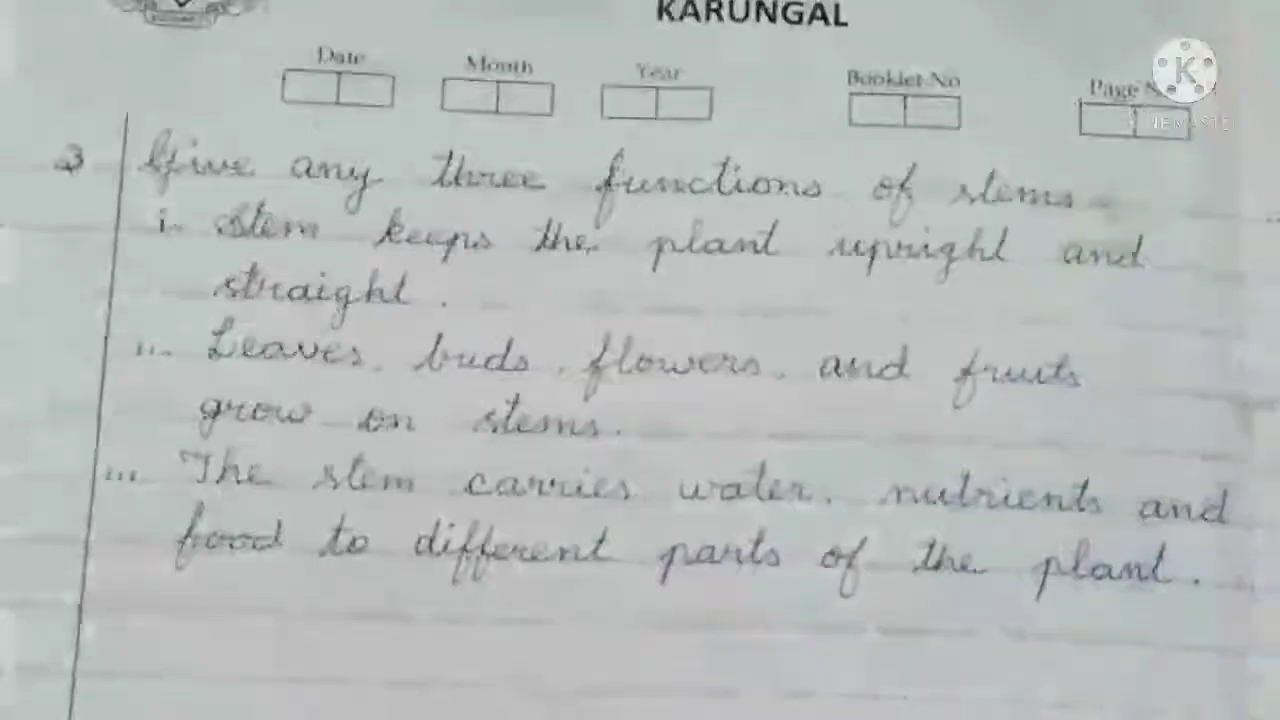 KARUNGAL
Date Month Year Booklet No Page
K
Give any three functions of stems
i. Stem keeps the plant upright and
straight.
ii. Leaves, buds, flowers, and fruits
grow on stems.
iii. The stem carries water, nutrients and
food to different parts of the plant.